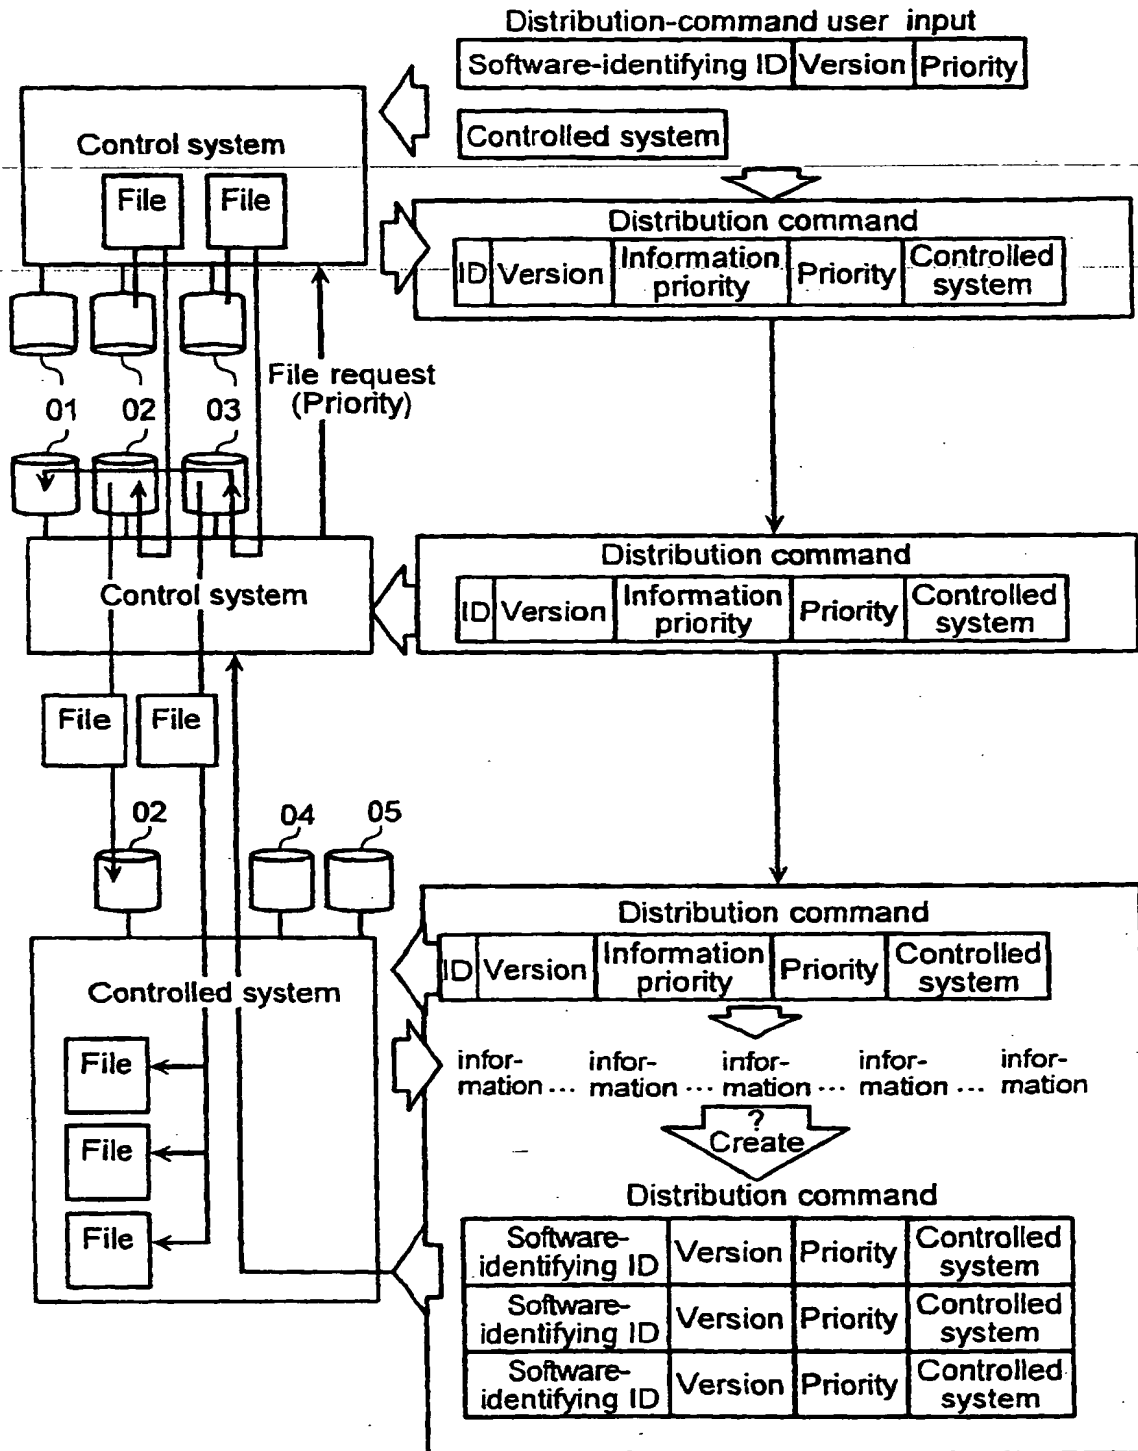 Distribution-command user input
Software-identifying ID Version Priority
Controlled system
Control system
File File
Distribution command
ID Version Information priority Priority Controlled system
01 02 03
File request
(Priority)
Control system
Distribution command
ID Version Information priority Priority Controlled system
File File
02 04 05
Controlled system
Distribution command
ID Version Information priority Priority Controlled system
infor- infor- infor- infor- infor-
mation ... mation ... mation ... mation ... mation
?
Create
File
File
File
Distribution command
Software-identifying ID Version Priority Controlled system
Software-identifying ID Version Priority Controlled system
Software-identifying ID Version Priority Controlled system